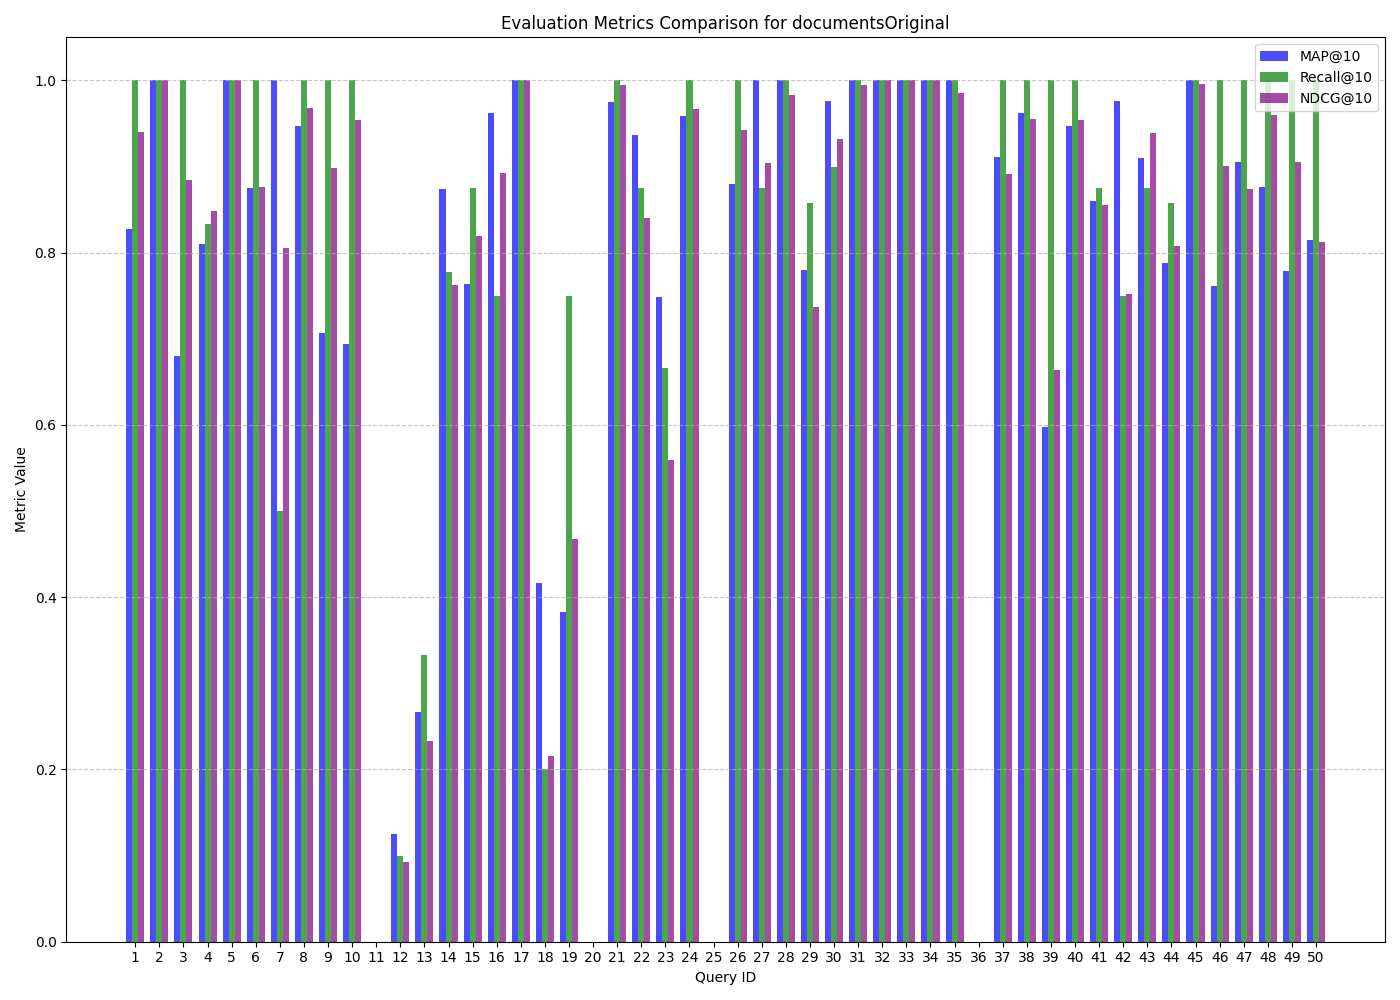 Evaluation Metrics Comparison for documentsOriginal
MAP@10
Recall@10
NDCG@10
1.0
0.8
0.6
0.4
0.2
0.0
Metric Value
1 2 3 4 5 6 7 8 9 10 11 12 13 14 15 16 17 18 19 20 21 22 23 24 25 26 27 28 29 30 31 32 33 34 35 36 37 38 39 40 41 42 43 44 45 46 47 48 49 50
Query ID